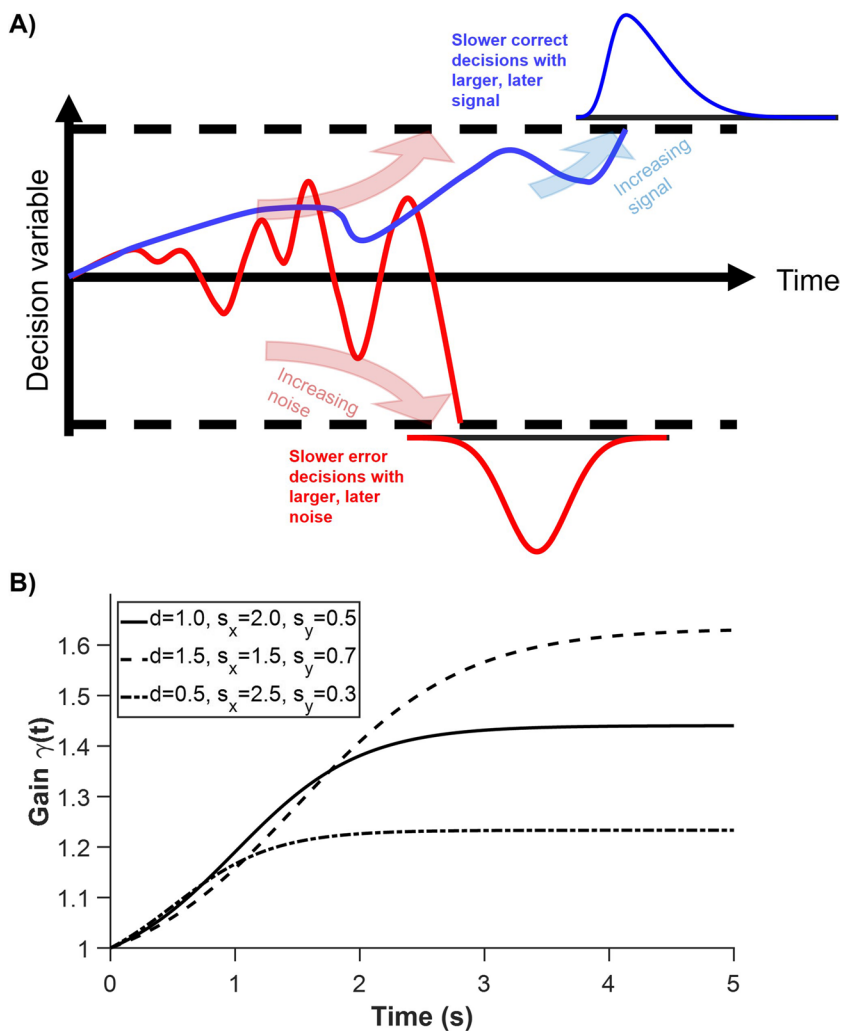 A)
Slower correct
decisions with
larger, later
signal
Increasing
signal
Decision variable
Time
Increasing
noise
Slower error
decisions with
larger, later
noise
B)
d=1.0, s_x=2.0, s_y=0.5
d=1.5, s_x=1.5, s_y=0.7
d=0.5, s_x=2.5, s_y=0.3
Gain γ(t)
1.6
1.5
1.4
1.3
1.2
1.1
1
0 1 2 3 4 5
Time (s)